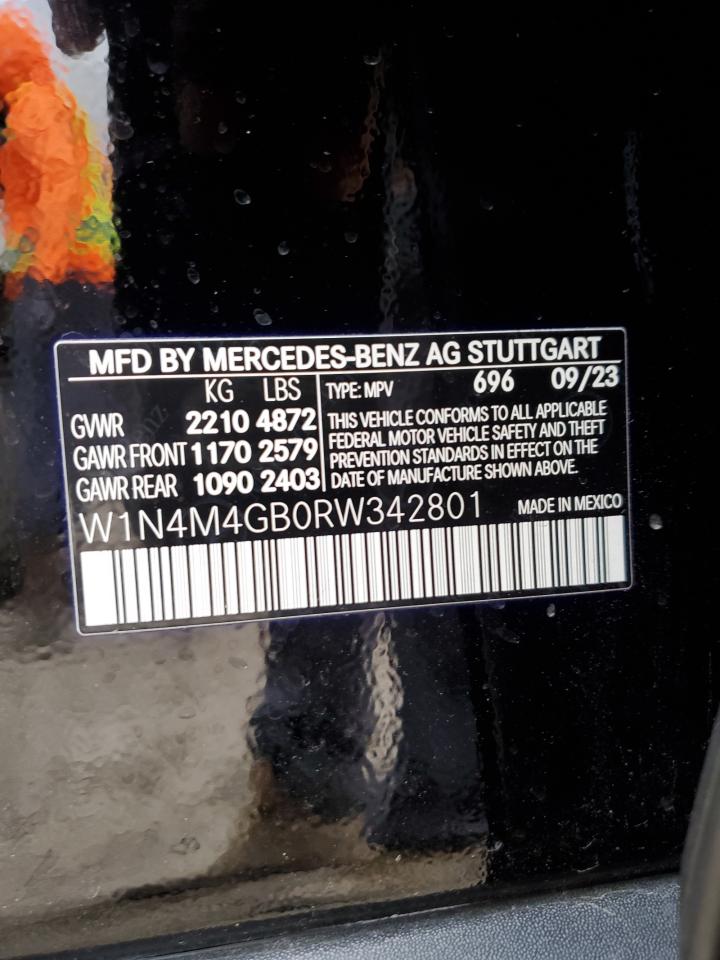 MFD BY MERCEDES-BENZ AG STUTTGART
KG LBS
GVWR 2210 4872
GAWR FRONT 1170 2579
GAWR REAR 1090 2403
TYPE: MPV 696 09/23
THIS VEHICLE CONFORMS TO ALL APPLICABLE
FEDERAL MOTOR VEHICLE SAFETY AND THEFT
PREVENTION STANDARDS IN EFFECT ON THE
DATE OF MANUFACTURE SHOWN ABOVE.
W1N4M4GB0RW342801 MADE IN MEXICO